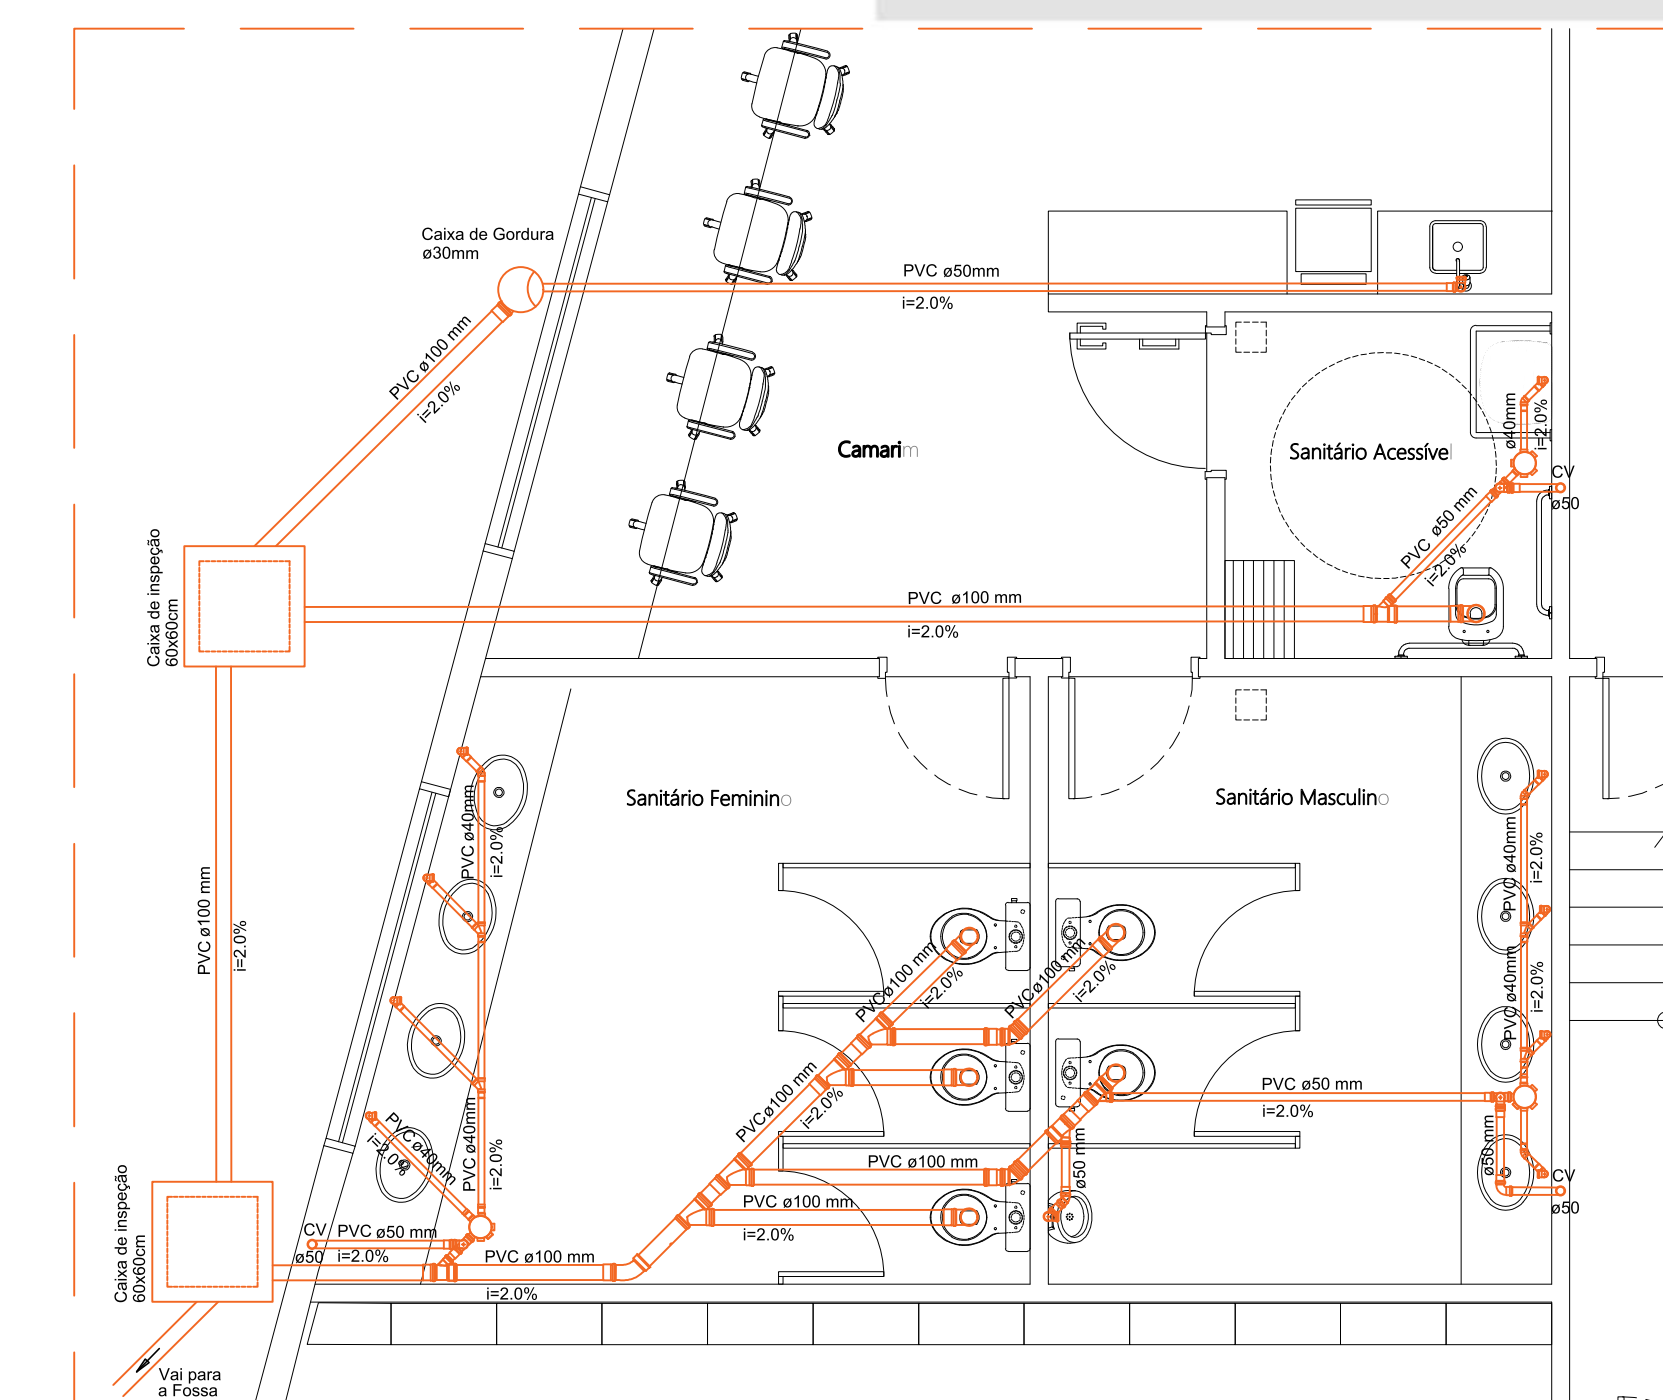 Caixa de Gordura
ø30mm
PVC ø50mm
i=2.0%
PVC ø100 mm
i=2.0%
Camarim
Sanitário Acessível
ø40mm
i=2.0%
CV
ø50
PVC ø50 mm
i=2.0%
Caixa de inspeção
60x60cm
PVC ø100 mm
i=2.0%
Sanitário Feminino
Sanitário Masculino
PVC ø40mm
i=2.0%
PVC ø40mm
i=2.0%
PVC ø100 mm
i=2.0%
PVC ø100 mm
i=2.0%
PVC ø100 mm
i=2.0%
PVC ø40mm
i=2.0%
PVC ø100 mm
i=2.0%
PVC ø50 mm
i=2.0%
PVC ø40mm
i=2.0%
PVC ø40mm
i=2.0%
PVC ø100 mm
ø50 mm
ø50mm
CV
ø50
PVC ø100 mm
i=2.0%
Caixa de inspeção
60x60cm
CV
ø50
PVC ø50 mm
i=2.0%
PVC ø100 mm
i=2.0%
Vai para
a Fossa